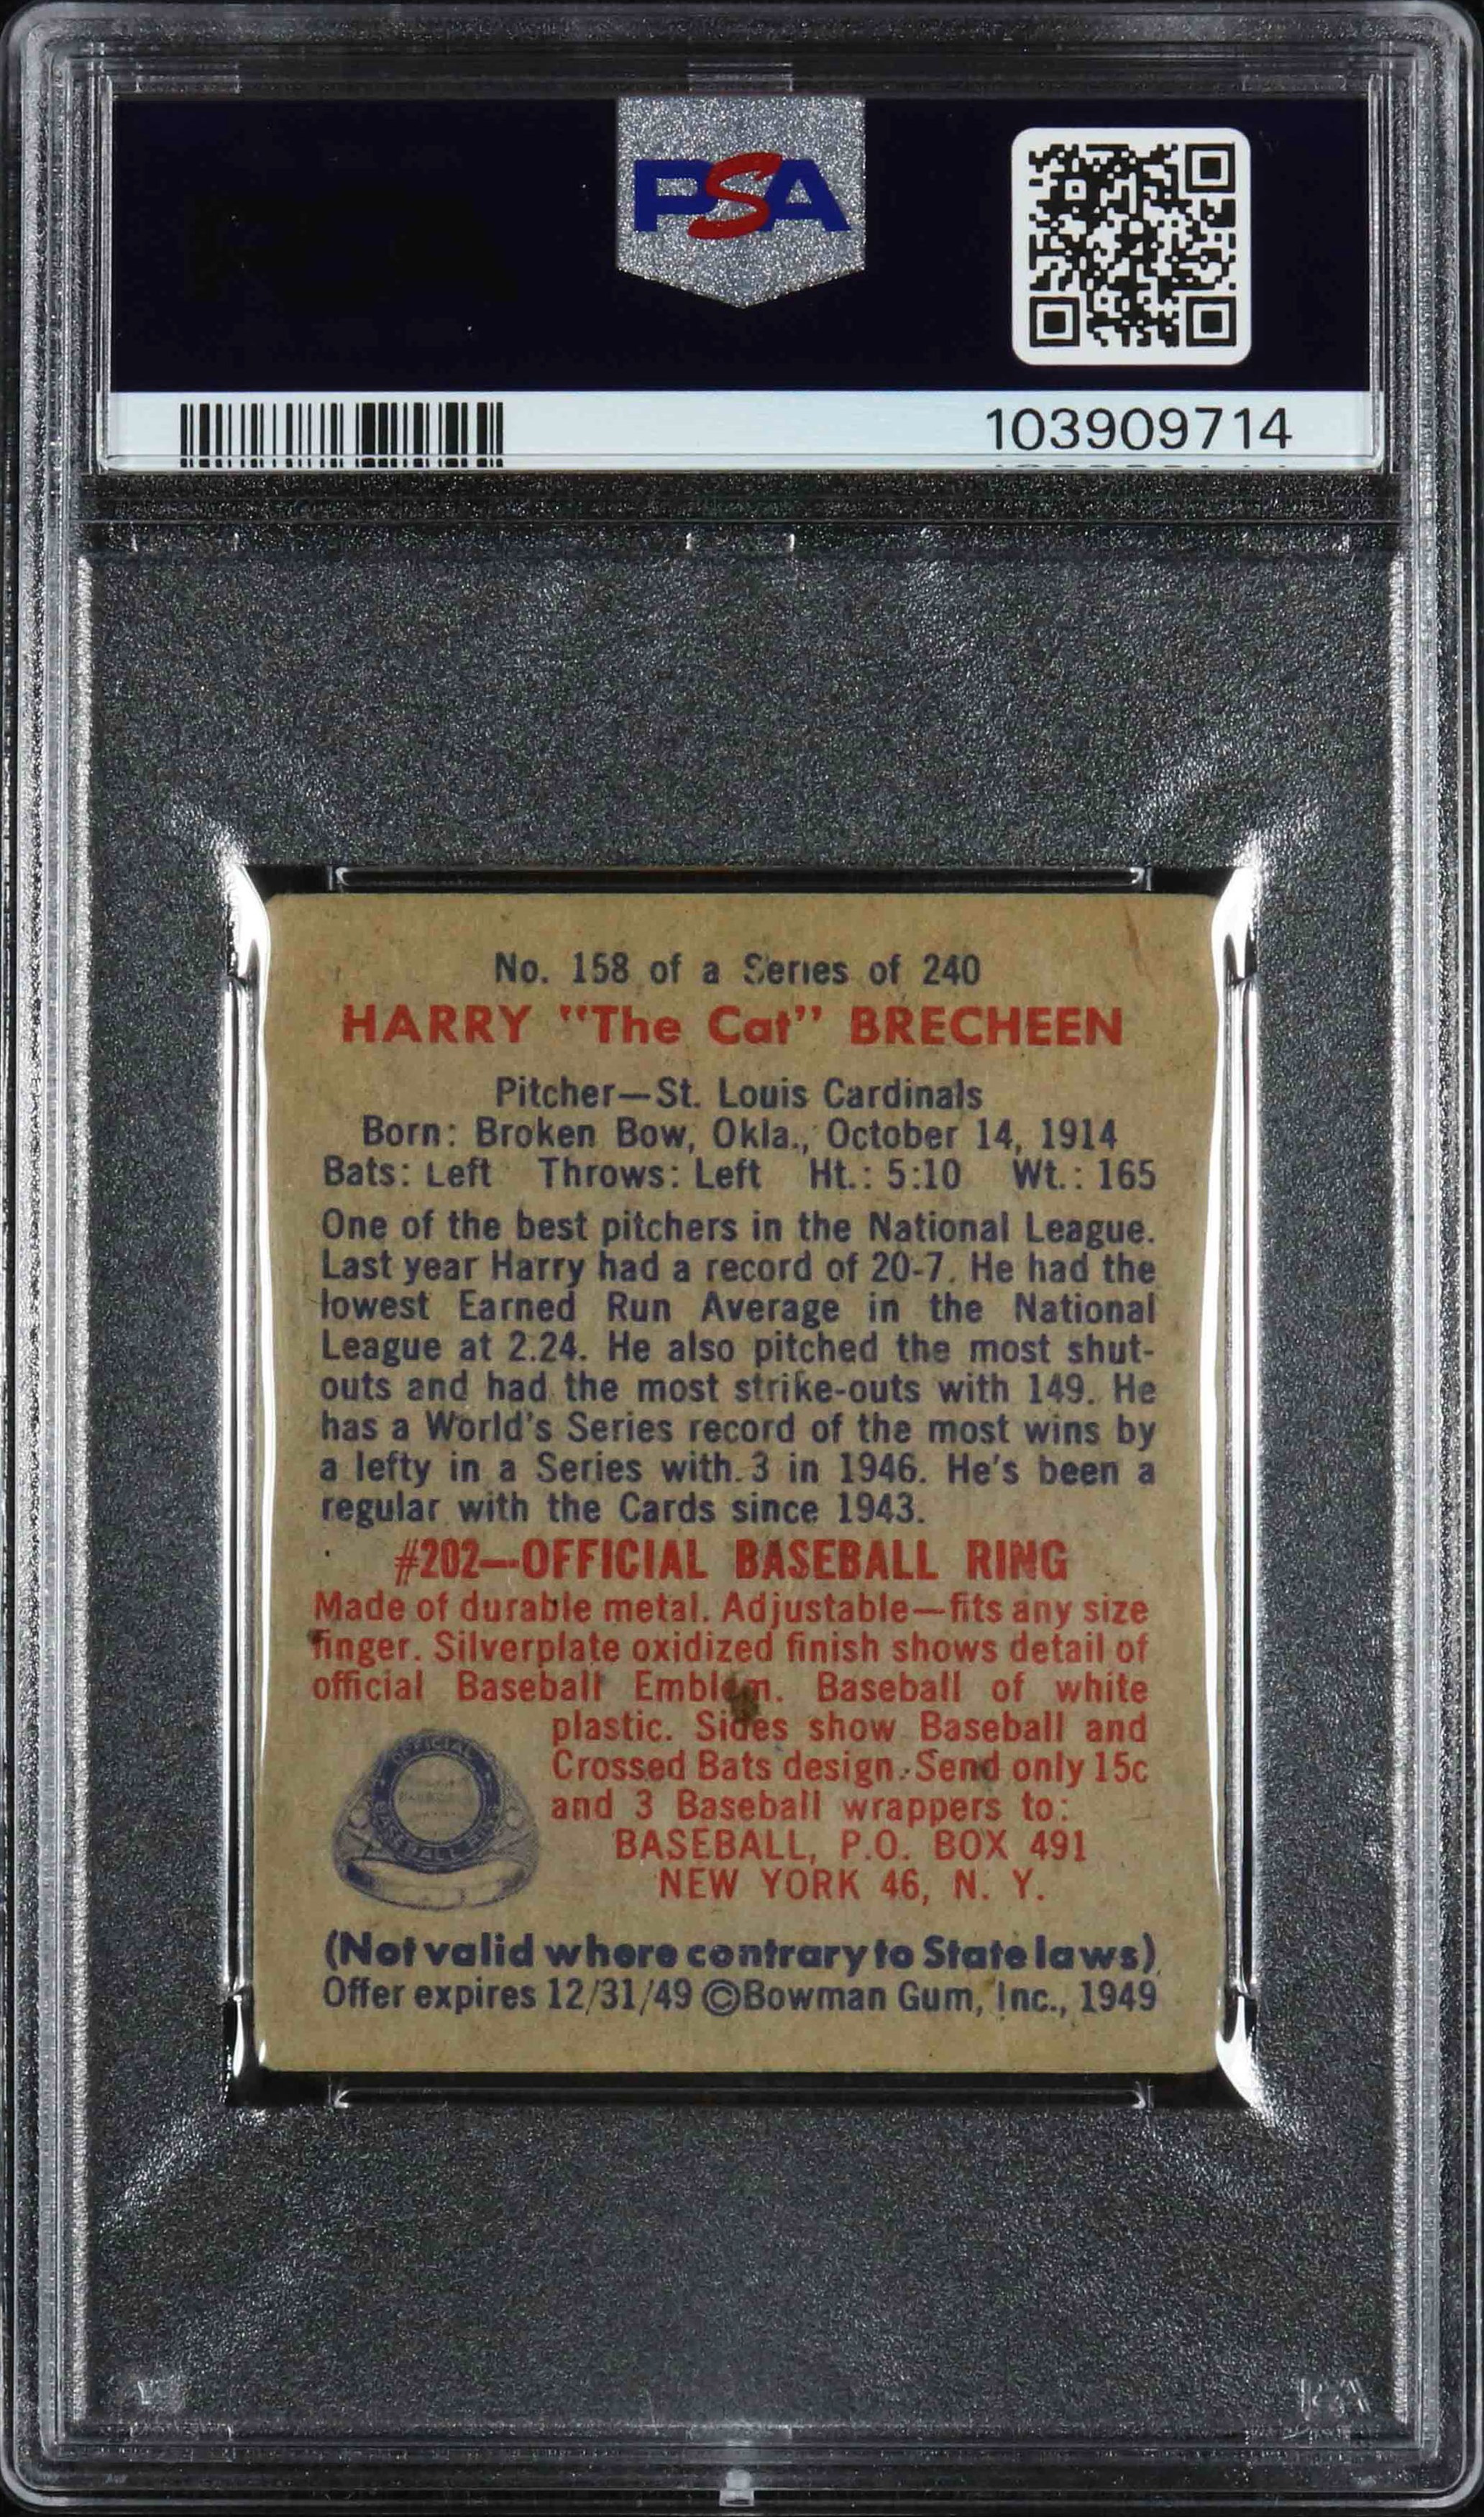 PSA
103909714
No. 158 of a Series of 240
HARRY "The Cat" BRECHEEN
Pitcher—St. Louis Cardinals
Born: Broken Bow, Okla., October 14, 1914
Bats: Left Throws: Left Ht.: 5:10 Wt.: 165
One of the best pitchers in the National League.
Last year Harry had a record of 20-7. He had the
lowest Earned Run Average in the National
League at 2.24. He also pitched the most shut-
outs and had the most strike-outs with 149. He
has a World's Series record of the most wins by
a lefty in a Series with 3 in 1946. He's been a
regular with the Cards since 1943.
#202—OFFICIAL BASEBALL RING
Made of durable metal. Adjustable—fits any size
finger. Silverplate oxidized finish shows detail of
official Baseball Emblem. Baseball of white
plastic. Sides show Baseball and
Crossed Bats design. Send only 15c
and 3 Baseball wrappers to:
BASEBALL, P.O. BOX 491
NEW YORK 46, N. Y.
OFFICIAL
BASEBALL
(Not valid where contrary to State laws)
Offer expires 12/31/49 ©Bowman Gum, Inc., 1949
PSA